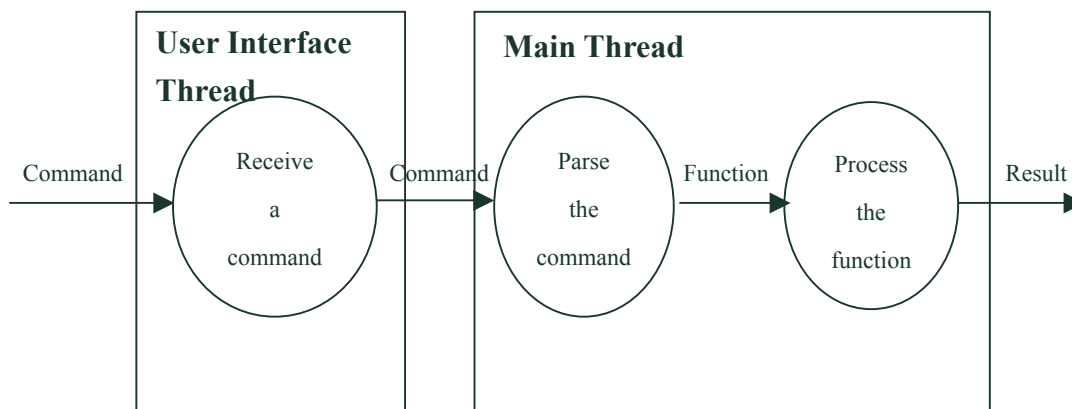 User Interface
Thread
Main Thread
Command
Receive
a
command
Command
Parse
the
command
Function
Process
the
function
Result